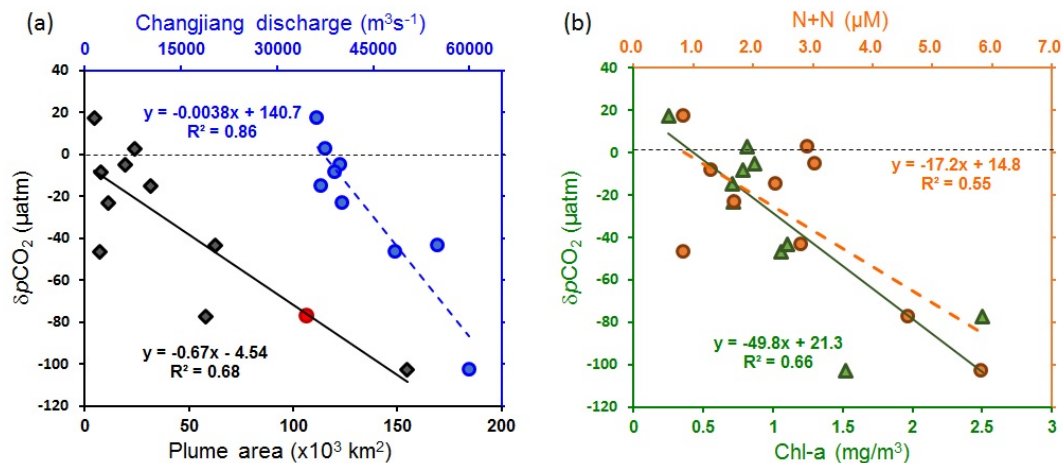 (a)
Changjiang discharge (m³s⁻¹)
0 15000 30000 45000 60000
40
20
0
-20
-40
-60
-80
-100
-120
δpCO₂ (µatm)
y = -0.0038x + 140.7
R² = 0.86
y = -0.67x - 4.54
R² = 0.68
0 50 100 150 200
Plume area (x10³ km²)
(b)
N+N (µM)
0.0 1.0 2.0 3.0 4.0 5.0 6.0 7.0
40
20
0
-20
-40
-60
-80
-100
-120
δpCO₂ (µatm)
y = -17.2x + 14.8
R² = 0.55
y = -49.8x + 21.3
R² = 0.66
0 0.5 1 1.5 2 2.5 3
Chl-a (mg/m³)